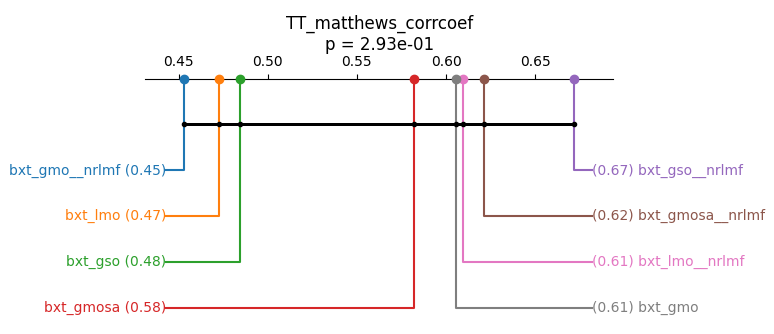 TT_matthews_corrcoef
p = 2.93e-01
0.45 0.50 0.55 0.60 0.65
bxt_gmo__nrlmf (0.45) (0.67) bxt_gso__nrlmf
bxt_lmo (0.47) (0.62) bxt_gmosa__nrlmf
bxt_gso (0.48) (0.61) bxt_lmo__nrlmf
bxt_gmosa (0.58) (0.61) bxt_gmo